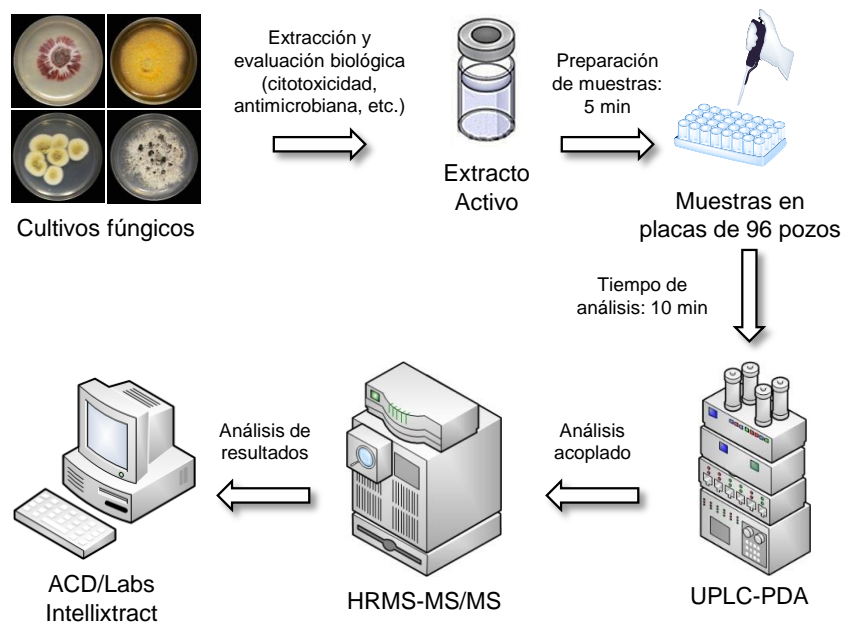 Extracción y
evaluación biológica
(citotoxicidad,
antimicrobiana, etc.)
Preparación
de muestras:
5 min
Cultivos fúngicos
Extracto
Activo
Muestras en
placas de 96 pozos
Tiempo de
análisis: 10 min
Análisis de
resultados
Análisis
acoplado
ACD/Labs
Intellixtract
HRMS-MS/MS
UPLC-PDA